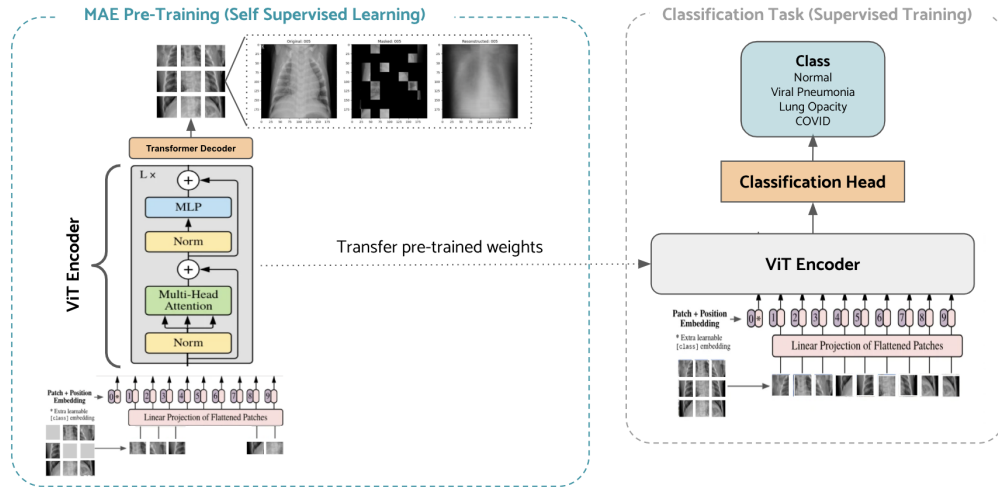 MAE Pre-Training (Self Supervised Learning)
Original: 005
Masked: 005
Reconstructed: 005
Transformer Decoder
L ×
+
MLP
Norm
+
Multi-Head
Attention
Norm
ViT Encoder
Patch + Position
Embedding
* Extra learnable
[class] embedding
0 * 1 2 3 4 5 6 7 8 9
Linear Projection of Flattened Patches
Transfer pre-trained weights
Classification Task (Supervised Training)
Class
Normal
Viral Pneumonia
Lung Opacity
COVID
Classification Head
ViT Encoder
Patch + Position
Embedding
* Extra learnable
[class] embedding
0 * 1 2 3 4 5 6 7 8 9
Linear Projection of Flattened Patches